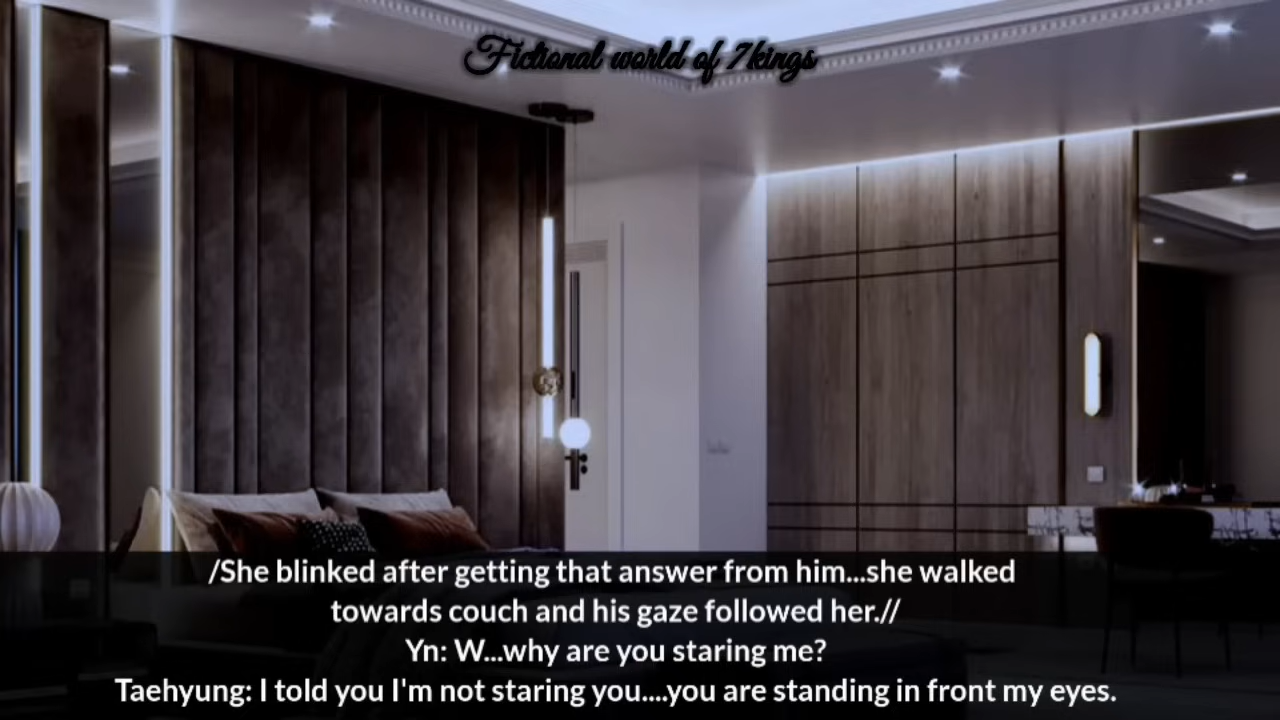 Fictional world of 7kings
/She blinked after getting that answer from him...she walked
towards couch and his gaze followed her.//
Yn: W...why are you staring me?
Taehyung: I told you I'm not staring you....you are standing in front my eyes.